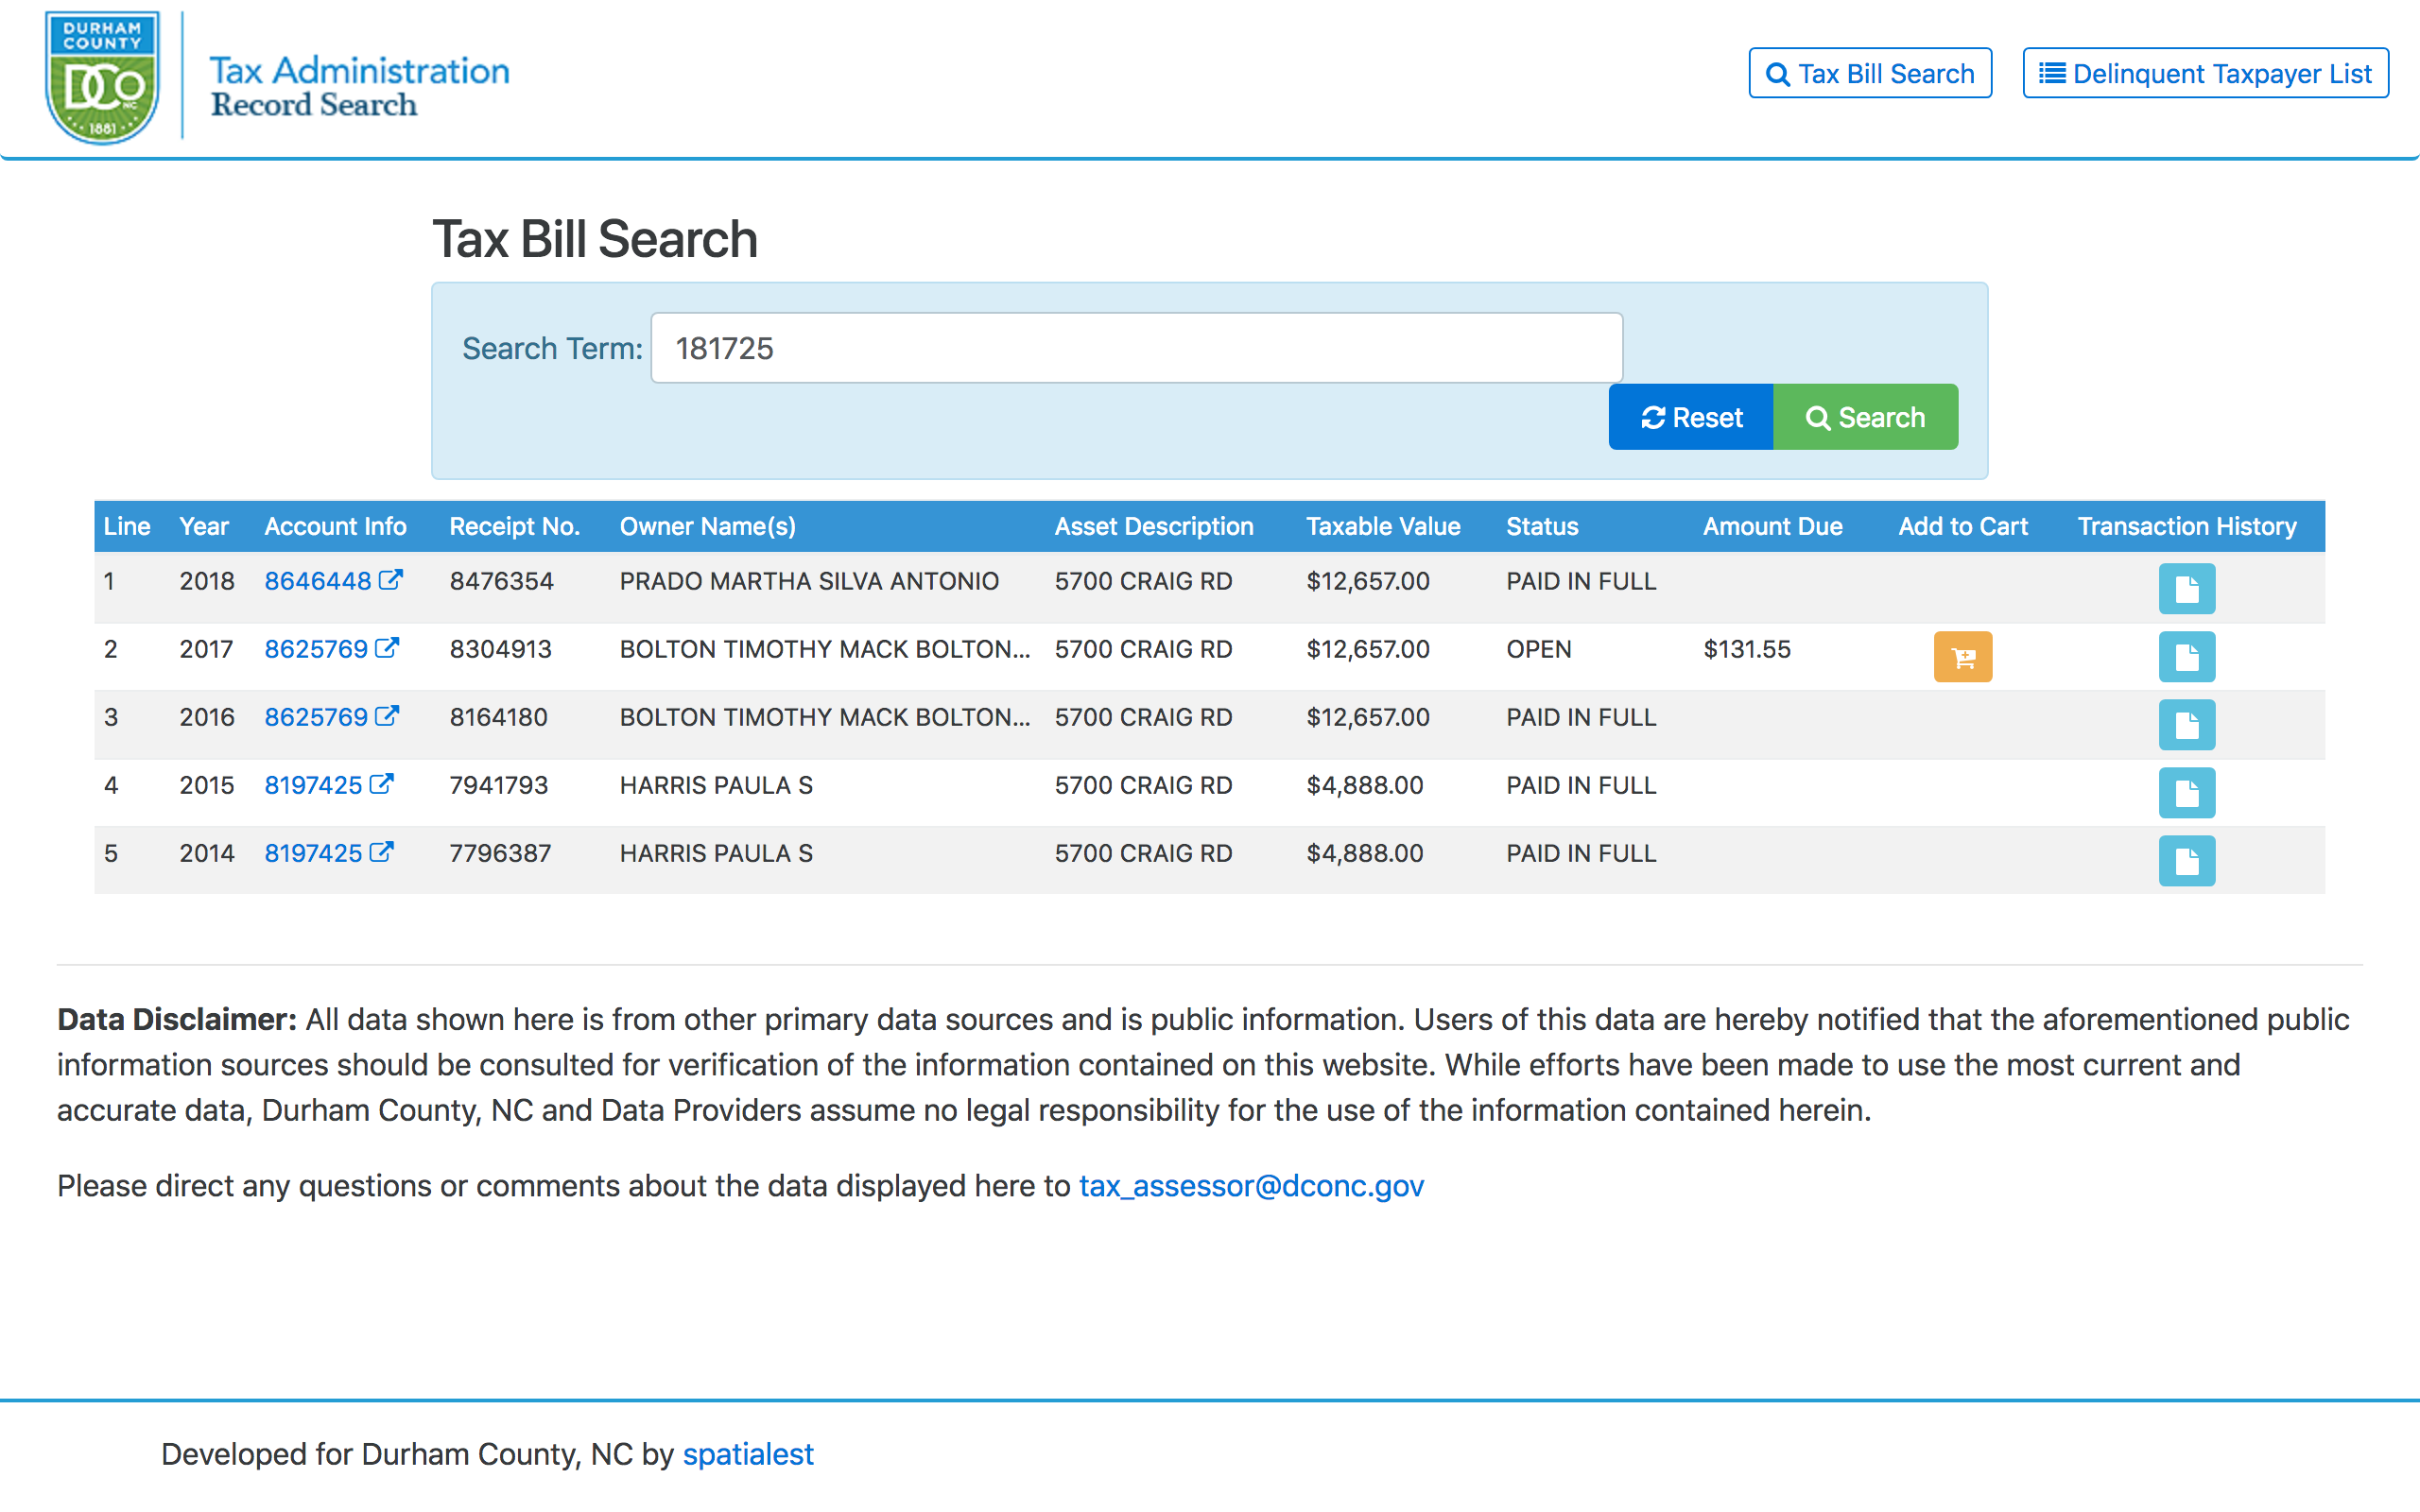 DURHAM
COUNTY
DCO
NC
1881
Tax Administration
Record Search
Tax Bill Search
Delinquent Taxpayer List
Tax Bill Search
Search Term: 181725
Reset Search
Line Year Account Info Receipt No. Owner Name(s) Asset Description Taxable Value Status Amount Due Add to Cart Transaction History
1 2018 8646448 8476354 PRADO MARTHA SILVA ANTONIO 5700 CRAIG RD $12,657.00 PAID IN FULL
2 2017 8625769 8304913 BOLTON TIMOTHY MACK BOLTON... 5700 CRAIG RD $12,657.00 OPEN $131.55
3 2016 8625769 8164180 BOLTON TIMOTHY MACK BOLTON... 5700 CRAIG RD $12,657.00 PAID IN FULL
4 2015 8197425 7941793 HARRIS PAULA S 5700 CRAIG RD $4,888.00 PAID IN FULL
5 2014 8197425 7796387 HARRIS PAULA S 5700 CRAIG RD $4,888.00 PAID IN FULL
Data Disclaimer: All data shown here is from other primary data sources and is public information. Users of this data are hereby notified that the aforementioned public
information sources should be consulted for verification of the information contained on this website. While efforts have been made to use the most current and
accurate data, Durham County, NC and Data Providers assume no legal responsibility for the use of the information contained herein.
Please direct any questions or comments about the data displayed here to tax_assessor@dconc.gov
Developed for Durham County, NC by spatialest